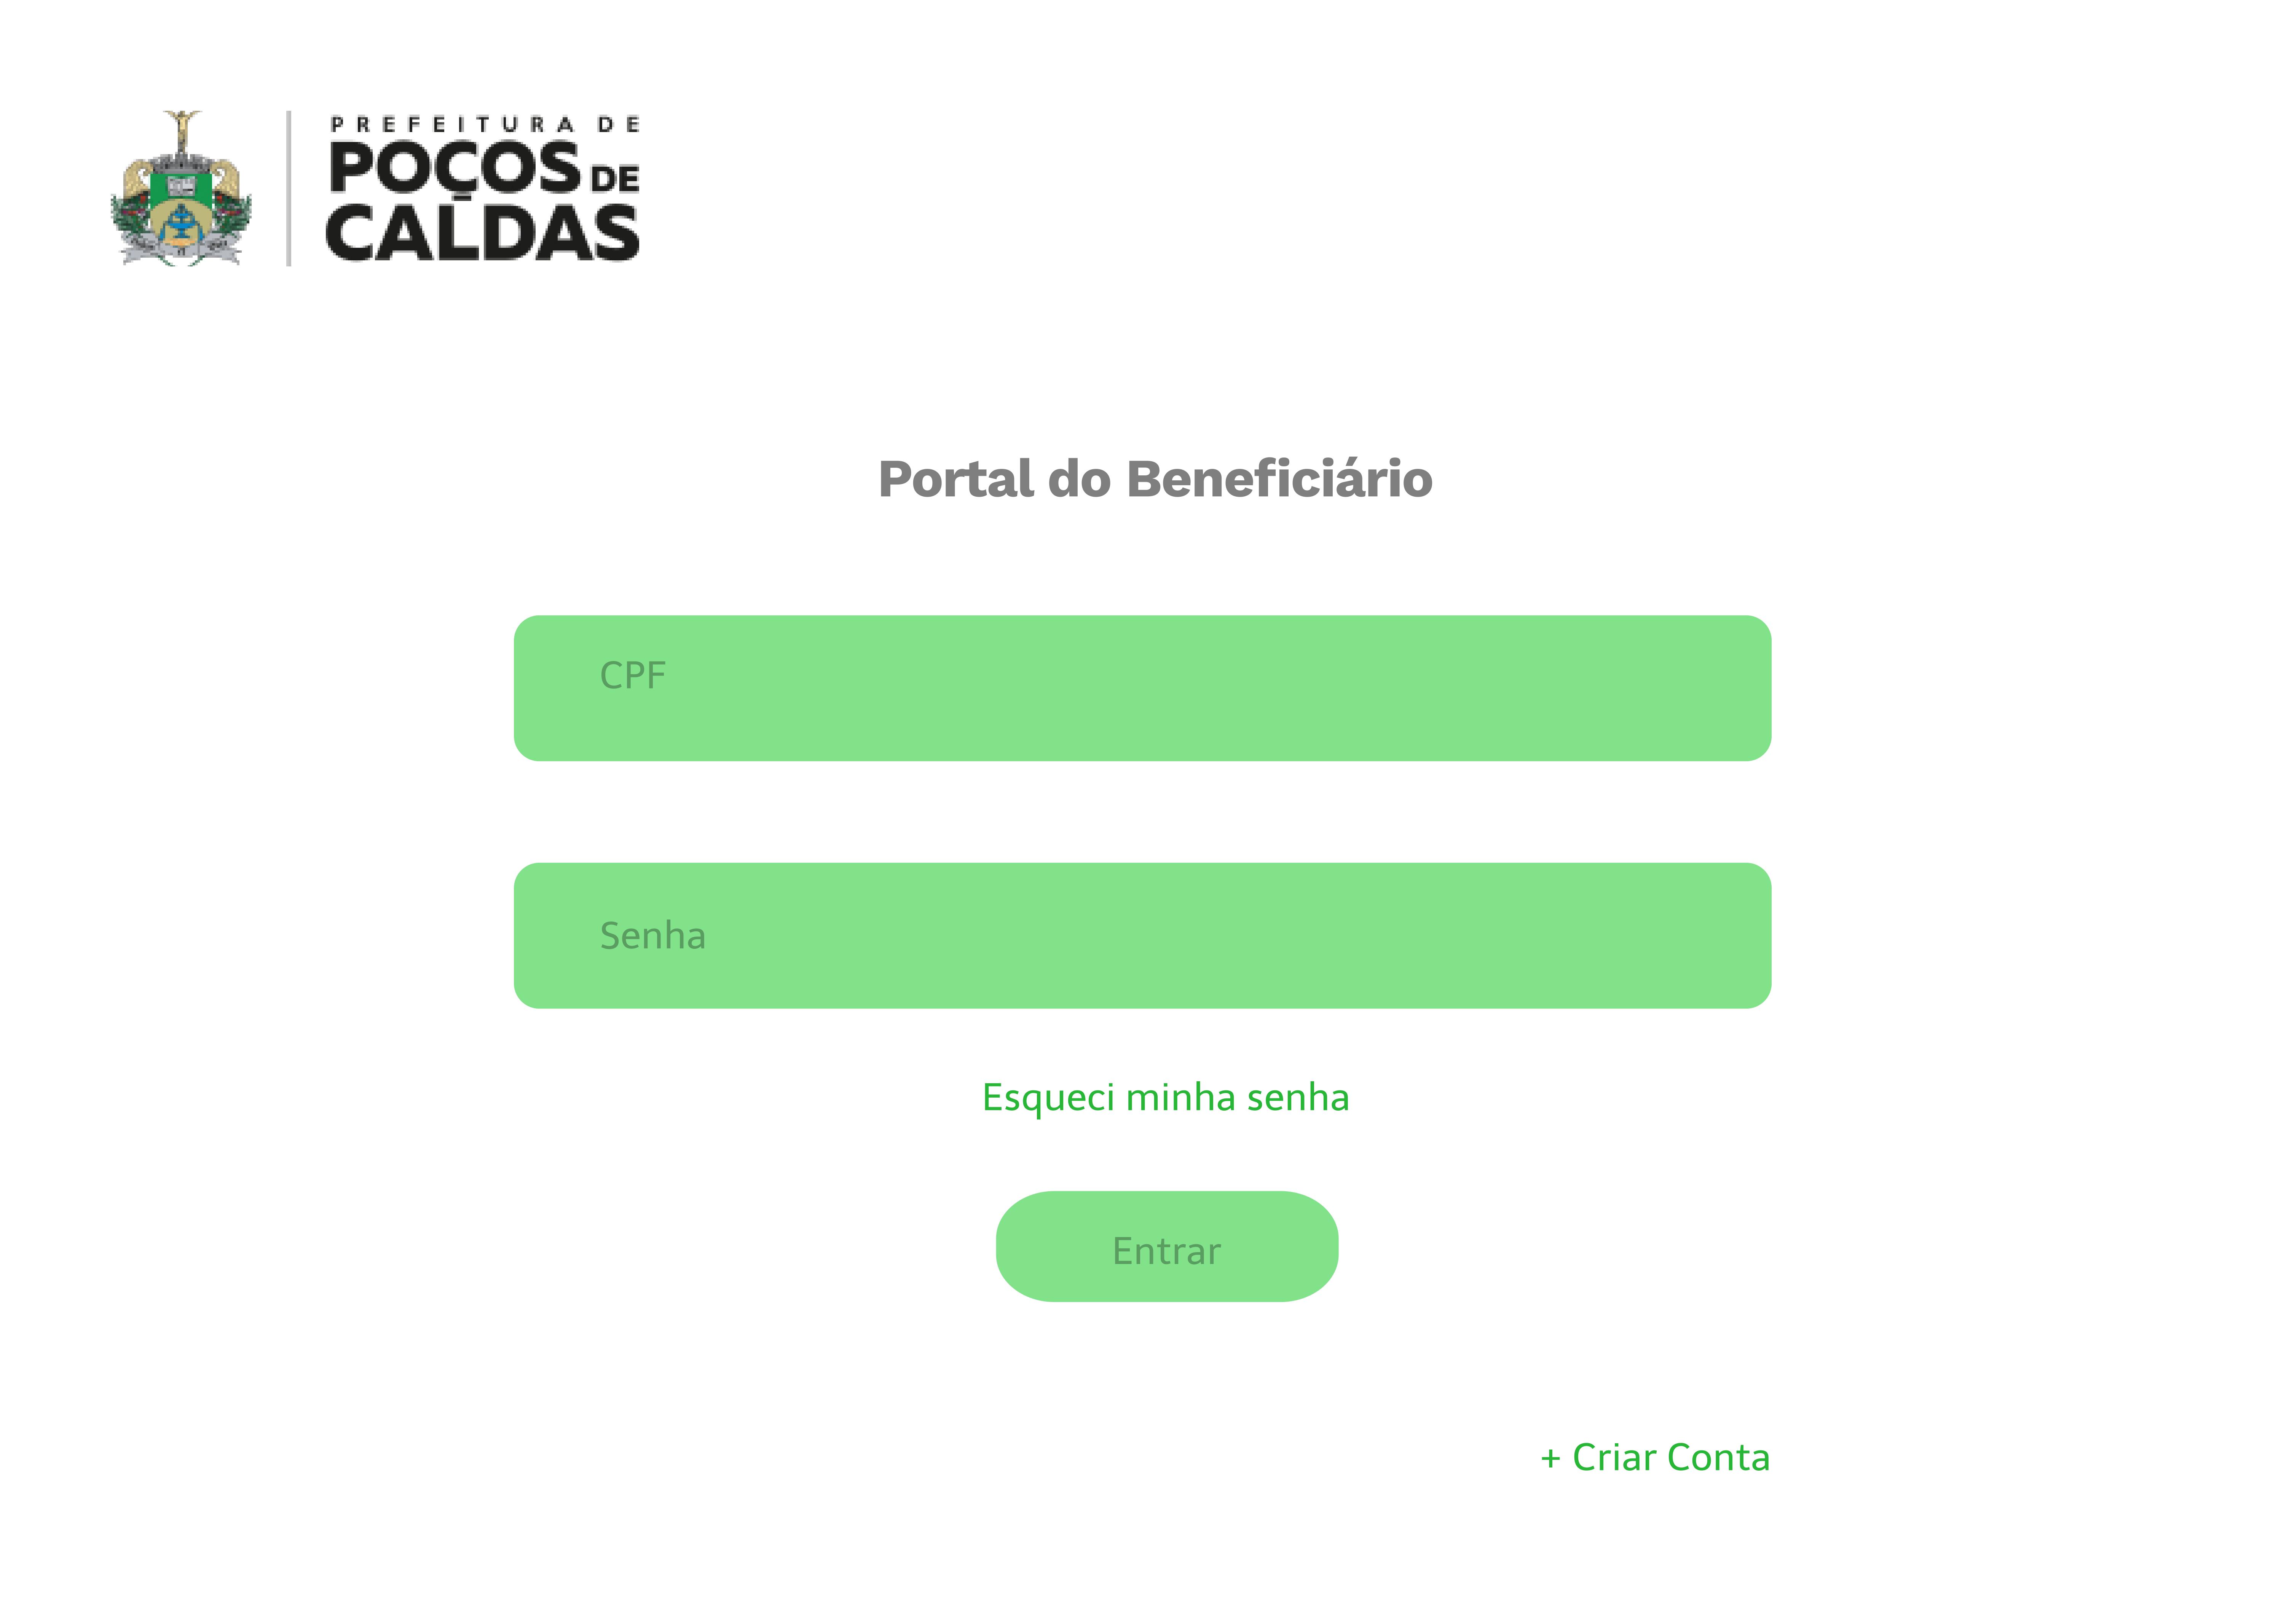 PREFEITURA DE
POÇOS DE
CALDAS
Portal do Beneficiário
CPF
Senha
Esqueci minha senha
Entrar
+ Criar Conta